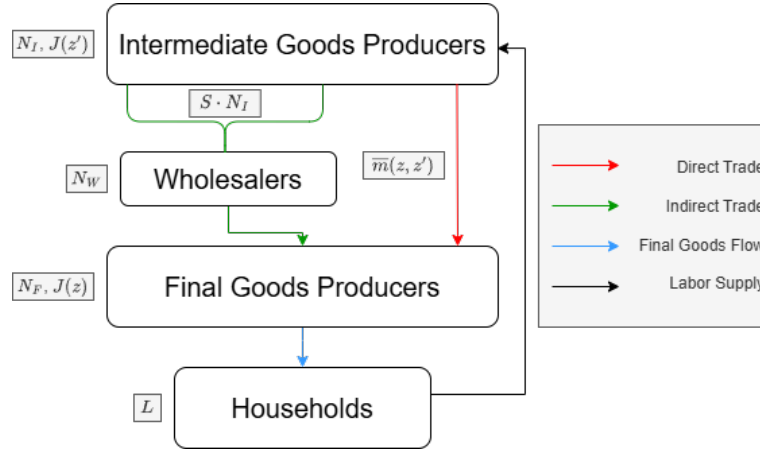 N_I, J(z′)
Intermediate Goods Producers
S · N_I
N_W
Wholesalers
m̅(z, z′)
N_F, J(z)
Final Goods Producers
L
Households
Direct Trade
Indirect Trade
Final Goods Flow
Labor Supply